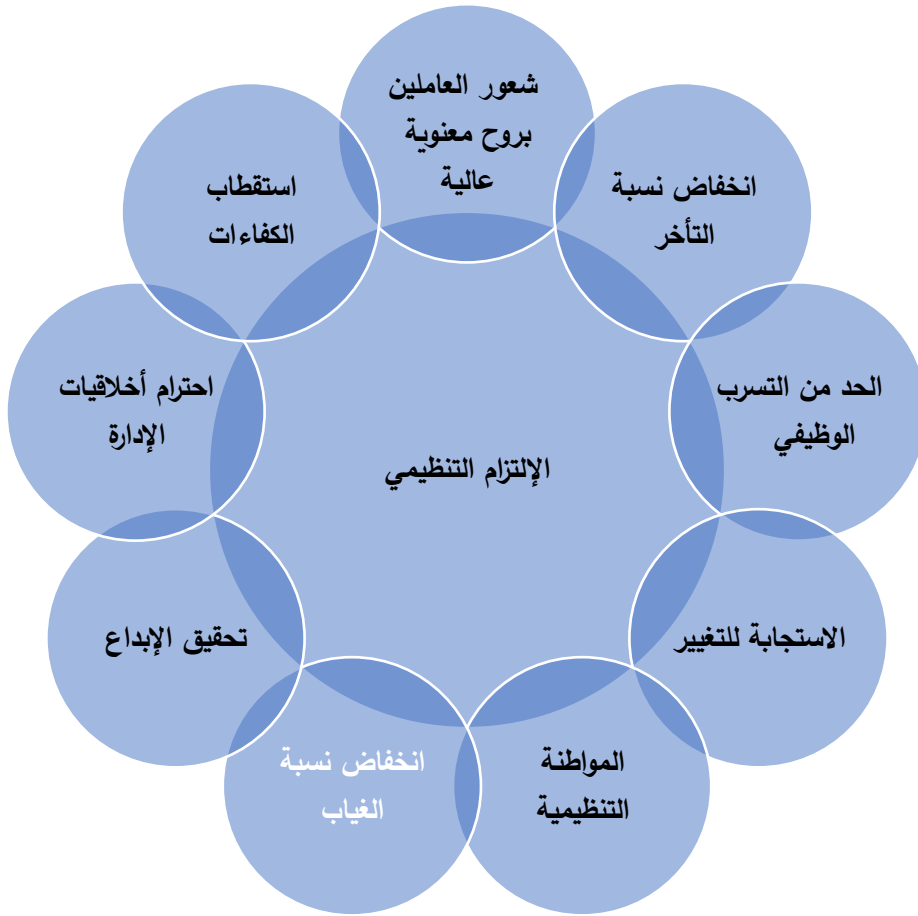 شعور العاملين
بروح معنوية
عالية
انخفاض نسبة
التأخر
الحد من التسرب
الوظيفي
الاستجابة للتغيير
المواطنة
التنظيمية
انخفاض نسبة
الغياب
تحقيق الإبداع
احترام أخلاقيات
الإدارة
استقطاب
الكفاءات
الإلتزام التنظيمي